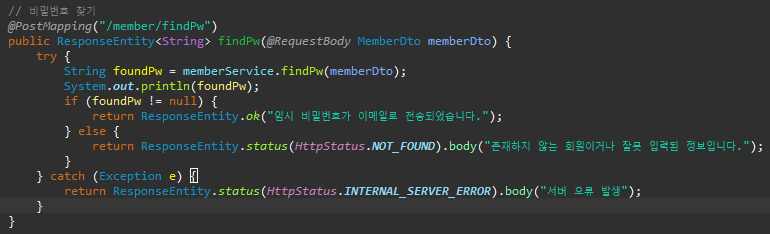 // 비밀번호 찾기
@PostMapping("/member/findPw")
public ResponseEntity<String> findPw(@RequestBody MemberDto memberDto) {
    try {
        String foundPw = memberService.findPw(memberDto);
        System.out.println(foundPw);
        if (foundPw != null) {
            return ResponseEntity.ok("임시 비밀번호가 이메일로 전송되었습니다.");
        } else {
            return ResponseEntity.status(HttpStatus.NOT_FOUND).body("존재하지 않는 회원이거나 잘못 입력된 정보입니다.");
        }
    } catch (Exception e) {
        return ResponseEntity.status(HttpStatus.INTERNAL_SERVER_ERROR).body("서버 오류 발생");
    }
}